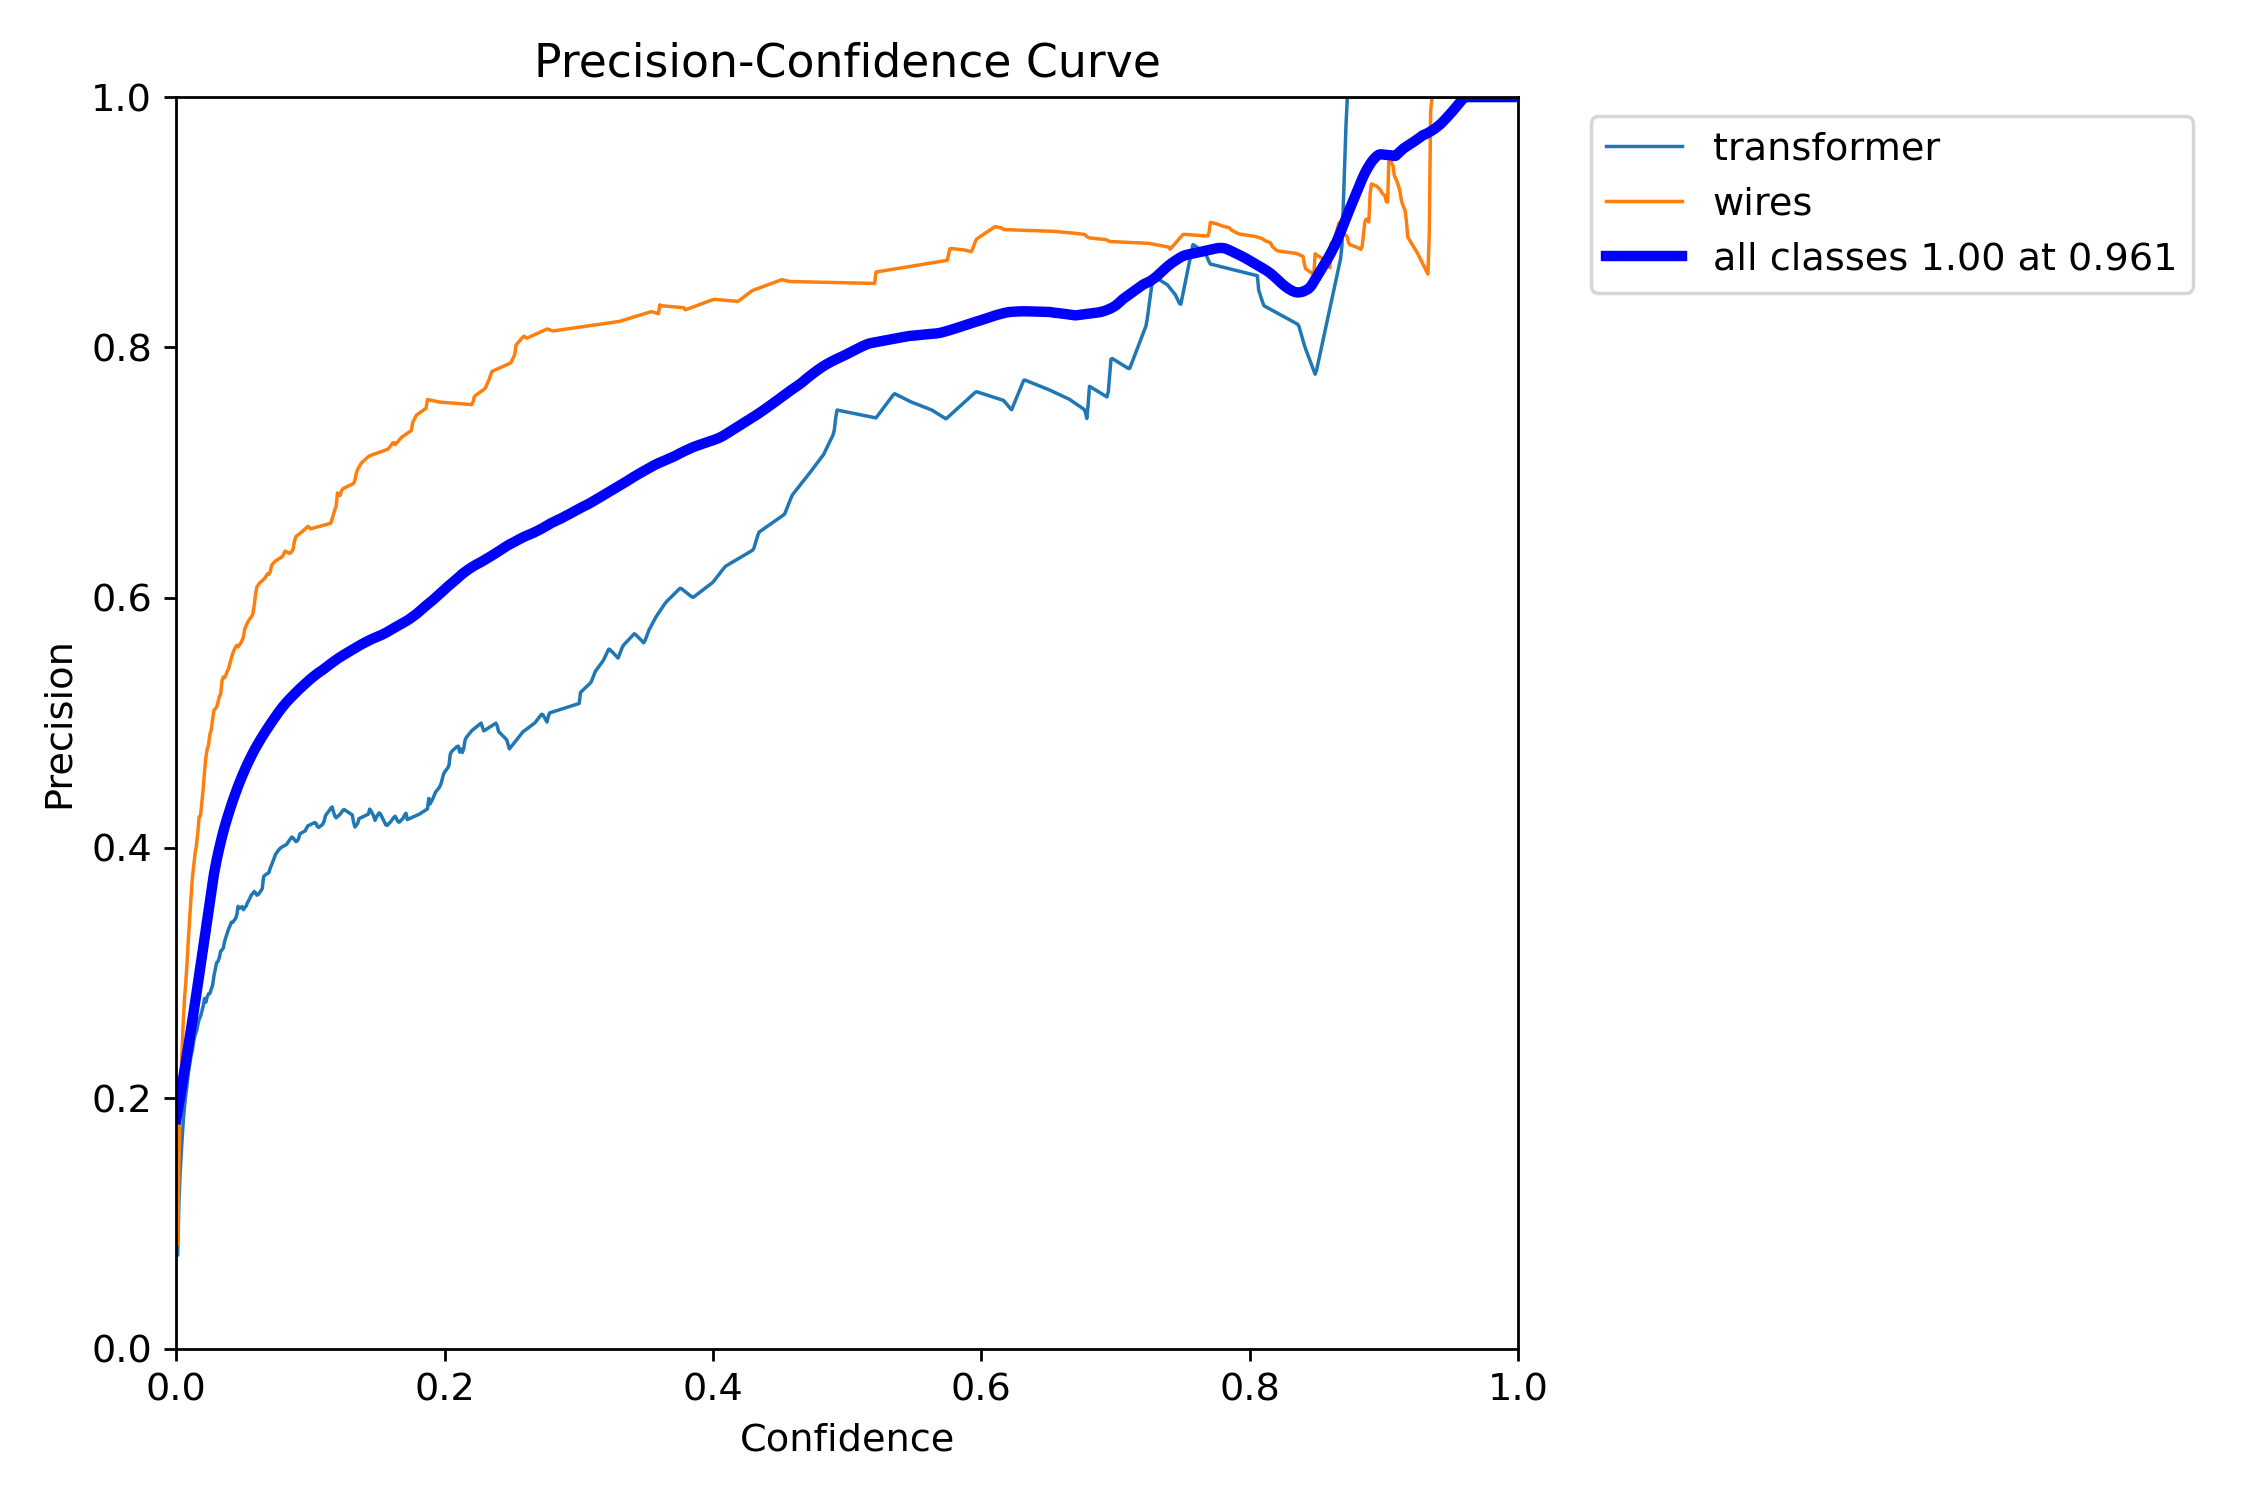 Precision-Confidence Curve
1.0
0.8
0.6
0.4
0.2
0.0
Precision
0.0 0.2 0.4 0.6 0.8 1.0
Confidence
transformer
wires
all classes 1.00 at 0.961